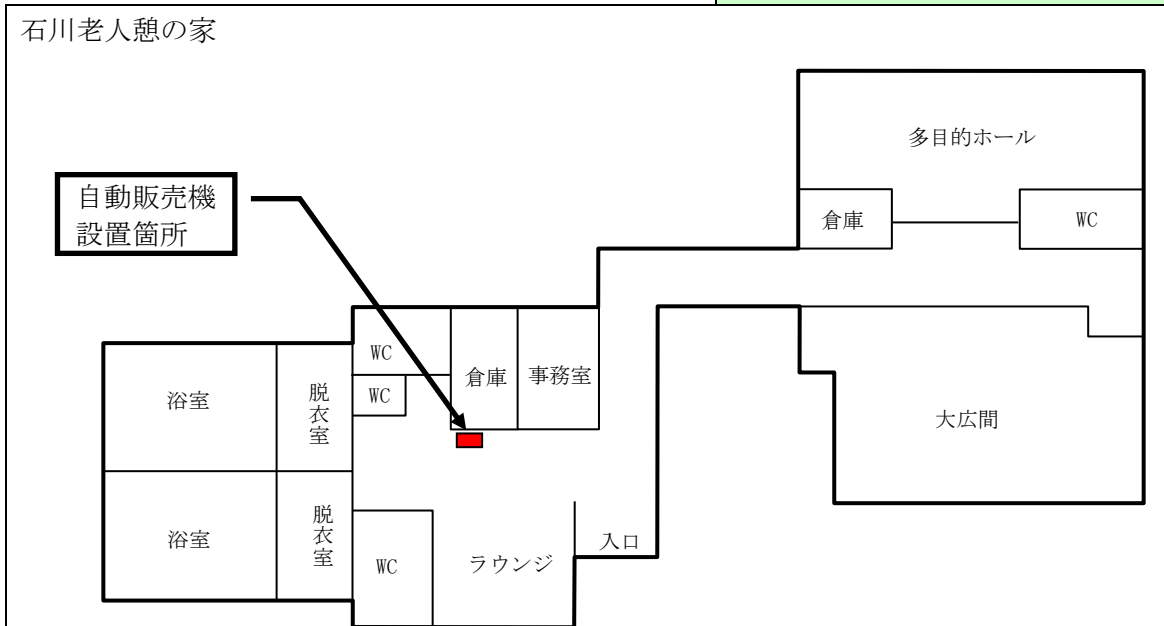 石川老人憩の家
多目的ホール
自動販売機
設置箇所
倉庫
WC
WC
倉庫
事務室
浴室
脱衣室
WC
大広間
浴室
脱衣室
WC
ラウンジ
入口